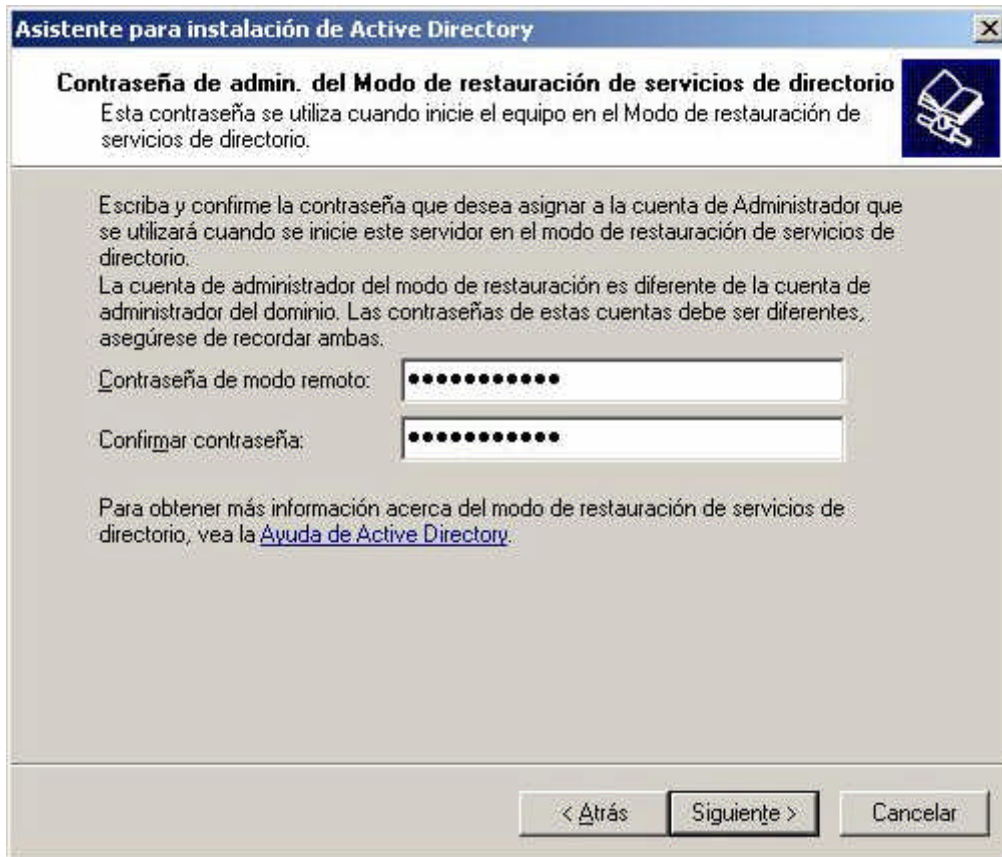 Asistente para instalación de Active Directory
Contraseña de admin. del Modo de restauración de servicios de directorio
Esta contraseña se utiliza cuando inicie el equipo en el Modo de restauración de
servicios de directorio.
Escriba y confirme la contraseña que desea asignar a la cuenta de Administrador que
se utilizará cuando se inicie este servidor en el modo de restauración de servicios de
directorio.
La cuenta de administrador del modo de restauración es diferente de la cuenta de
administrador del dominio. Las contraseñas de estas cuentas debe ser diferentes,
asegúrese de recordar ambas.
Contraseña de modo remoto: •••••••••••
Confirmar contraseña: •••••••••••
Para obtener más información acerca del modo de restauración de servicios de
directorio, vea la Ayuda de Active Directory.
< Atrás Siguiente > Cancelar